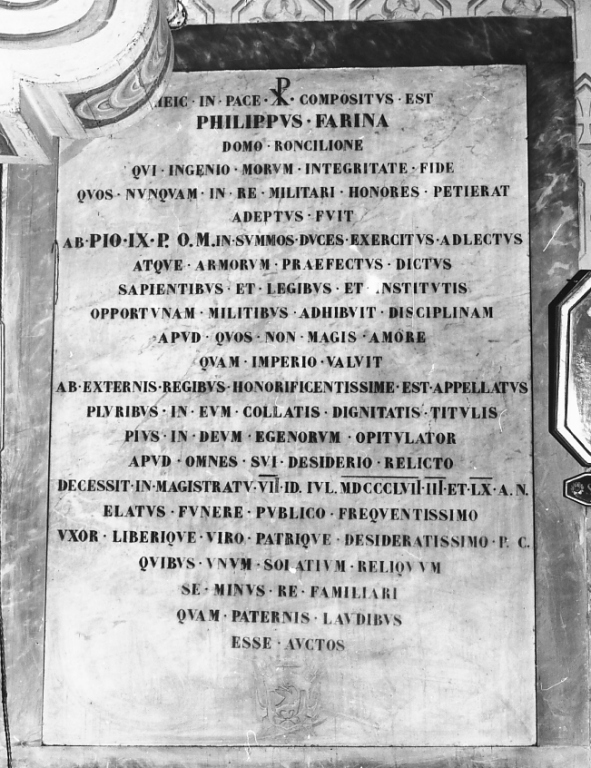 HEIC · IN · PACE · ☧ · COMPOSITVS · EST
PHILIPPVS · FARINA
DOMO · RONCILIONE
QVI · INGENIO · MORVM · INTEGRITATE · FIDE
QVOS · NVNQVAM · IN · RE · MILITARI · HONORES · PETIERAT
ADEPTVS · FVIT
AB · PIO · IX · P. O. M. IN · SVMMOS · DVCES · EXERCITVS · ADLECTVS
ATQVE · ARMORVM · PRAEFECTVS · DICTVS
SAPIENTIBVS · ET · LEGIBVS · ET · INSTITVTIS
OPPORTVNAM · MILITIBVS · ADHIBVIT · DISCIPLINAM
APVD · QVOS · NON · MAGIS · AMORE
QVAM · IMPERIO · VALVIT
AB · EXTERNIS · REGIBVS · HONORIFICENTISSIME · EST · APPELLATVS
PLVRIBVS · IN · EVM · COLLATIS · DIGNITATIS · TITVLIS
PIVS · IN · DEVM · EGENORVM · OPITVLATOR
APVD · OMNES · SVI · DESIDERIO · RELICTO
DECESSIT · IN · MAGISTRATV · VII · ID. IVL. MDCCCLVII · III · ET · LX · A. N.
ELATVS · FVNERE · PVBLICO · FREQVENTISSIMO
VXOR · LIBERIQVE · VIRO · PATRIQVE · DESIDERATISSIMO · P. C.
QVIBVS · VNVM · SOLATIVM · RELIQVVM
SE · MINVS · RE · FAMILIARI
QVAM · PATERNIS · LAVDIBVS
ESSE · AVCTOS